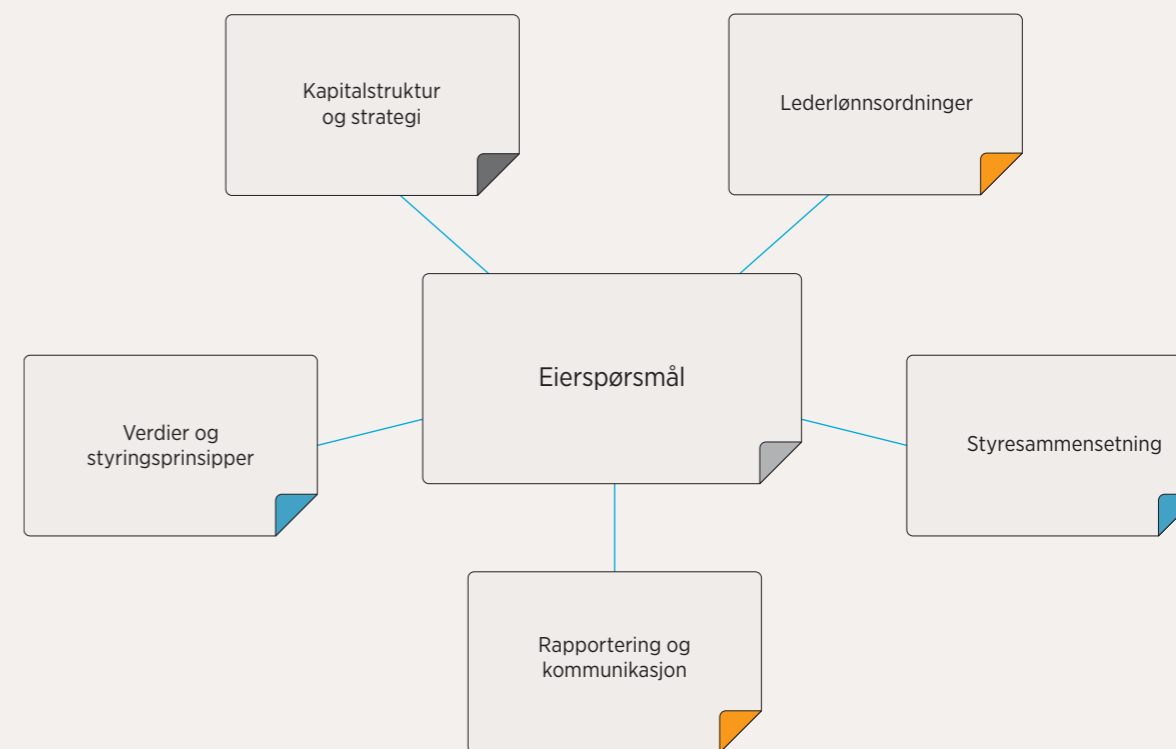 Kapitalstruktur
og strategi
Lederlønnsordninger
Eierspørsmål
Verdier og
styringsprinsipper
Styresammensetning
Rapportering og
kommunikasjon